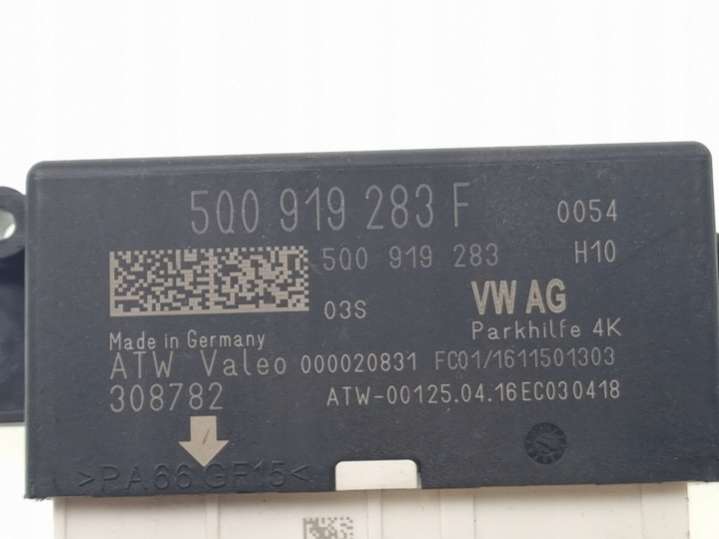 5Q0 919 283 F 0054
5Q0 919 283 H10
03S VW AG
Parkhilfe 4K
Made in Germany
ATW Valeo 000020831 FC01/1611501303
308782 ATW-00125.04.16EC030418
>PA66 GF15<